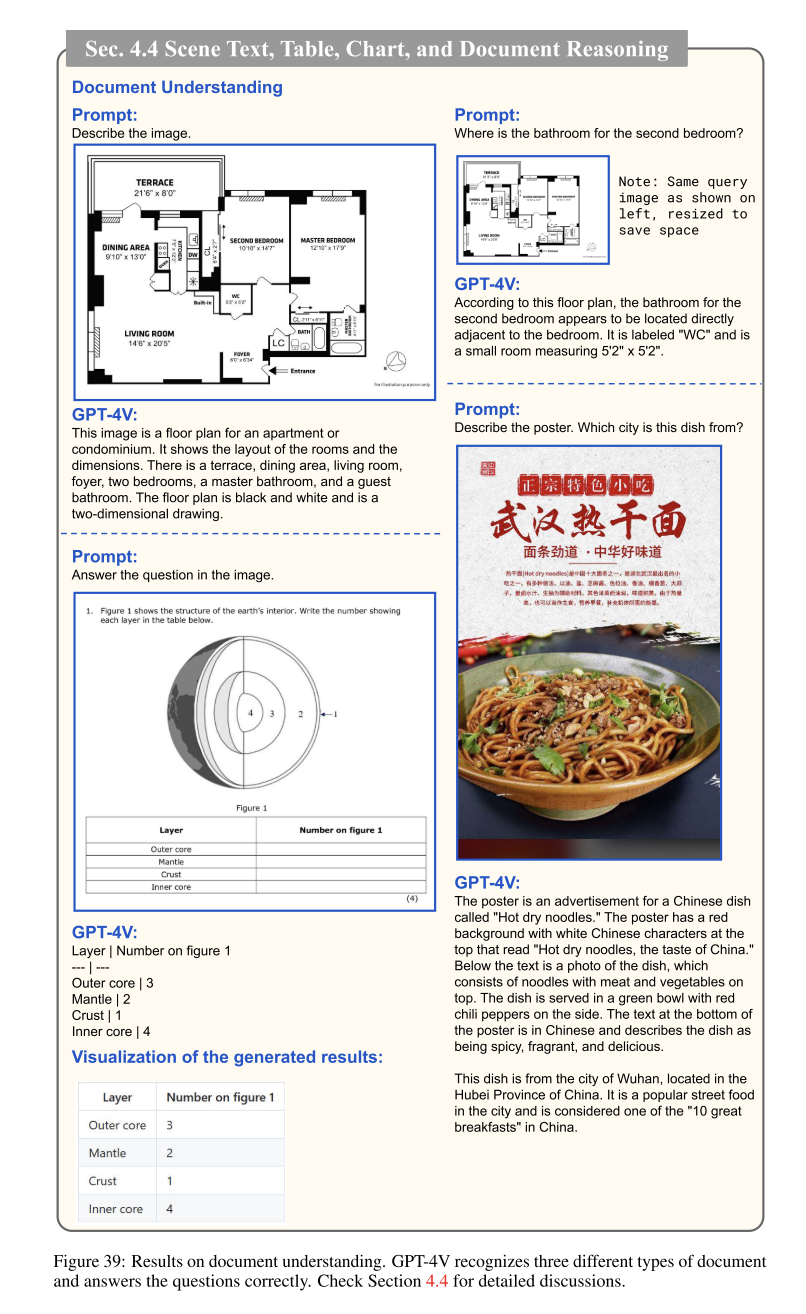 Sec. 4.4 Scene Text, Table, Chart, and Document Reasoning
Document Understanding
Prompt:
Describe the image.
TERRACE
21'6" x 8'0"
DINING AREA
9'10" x 13'0"
KITCHEN
DW
CL
5'4" x 2'7"
SECOND BEDROOM
10'10" x 14'7"
MASTER BEDROOM
12'10" x 17'9"
Built-in
WC
5'2" x 5'2"
LIVING ROOM
14'6" x 20'5"
CL
BATH
LC
MASTER
FOYER
6'0" x 6'34"
Entrance
N
For illustration purposes only
GPT-4V:
This image is a floor plan for an apartment or
condominium. It shows the layout of the rooms and the
dimensions. There is a terrace, dining area, living room,
foyer, two bedrooms, a master bathroom, and a guest
bathroom. The floor plan is black and white and is a
two-dimensional drawing.
Prompt:
Answer the question in the image.
1. Figure 1 shows the structure of the earth's interior. Write the number showing
each layer in the table below.
4 3 2 1
Figure 1
Layer Number on figure 1
Outer core
Mantle
Crust
Inner core
(4)
GPT-4V:
Layer | Number on figure 1
--- | ---
Outer core | 3
Mantle | 2
Crust | 1
Inner core | 4
Visualization of the generated results:
Layer Number on figure 1
Outer core 3
Mantle 2
Crust 1
Inner core 4
Prompt:
Where is the bathroom for the second bedroom?
TERRACE
DINING AREA
LIVING ROOM
Note: Same query
image as shown on
left, resized to
save space
GPT-4V:
According to this floor plan, the bathroom for the
second bedroom appears to be located directly
adjacent to the bedroom. It is labeled "WC" and is
a small room measuring 5'2" x 5'2".
Prompt:
Describe the poster. Which city is this dish from?
正宗特色小吃
武汉热干面
面条劲道 · 中华好味道
热干面(Hot dry noodles)是中国十大面条之一，是湖北武汉最出名的小
吃之一，有多种做法。以油、盐、芝麻酱、色拉油、香油、细香葱、大蒜
子、量卤水汁、生抽为辅助材料。其色泽黄而油润，味道鲜美，由于热量
高，也可以当作主食，营养早餐，补充机体所需的能量。
GPT-4V:
The poster is an advertisement for a Chinese dish
called "Hot dry noodles." The poster has a red
background with white Chinese characters at the
top that read "Hot dry noodles, the taste of China."
Below the text is a photo of the dish, which
consists of noodles with meat and vegetables on
top. The dish is served in a green bowl with red
chili peppers on the side. The text at the bottom of
the poster is in Chinese and describes the dish as
being spicy, fragrant, and delicious.
This dish is from the city of Wuhan, located in the
Hubei Province of China. It is a popular street food
in the city and is considered one of the "10 great
breakfasts" in China.
Figure 39: Results on document understanding. GPT-4V recognizes three different types of document
and answers the questions correctly. Check Section 4.4 for detailed discussions.